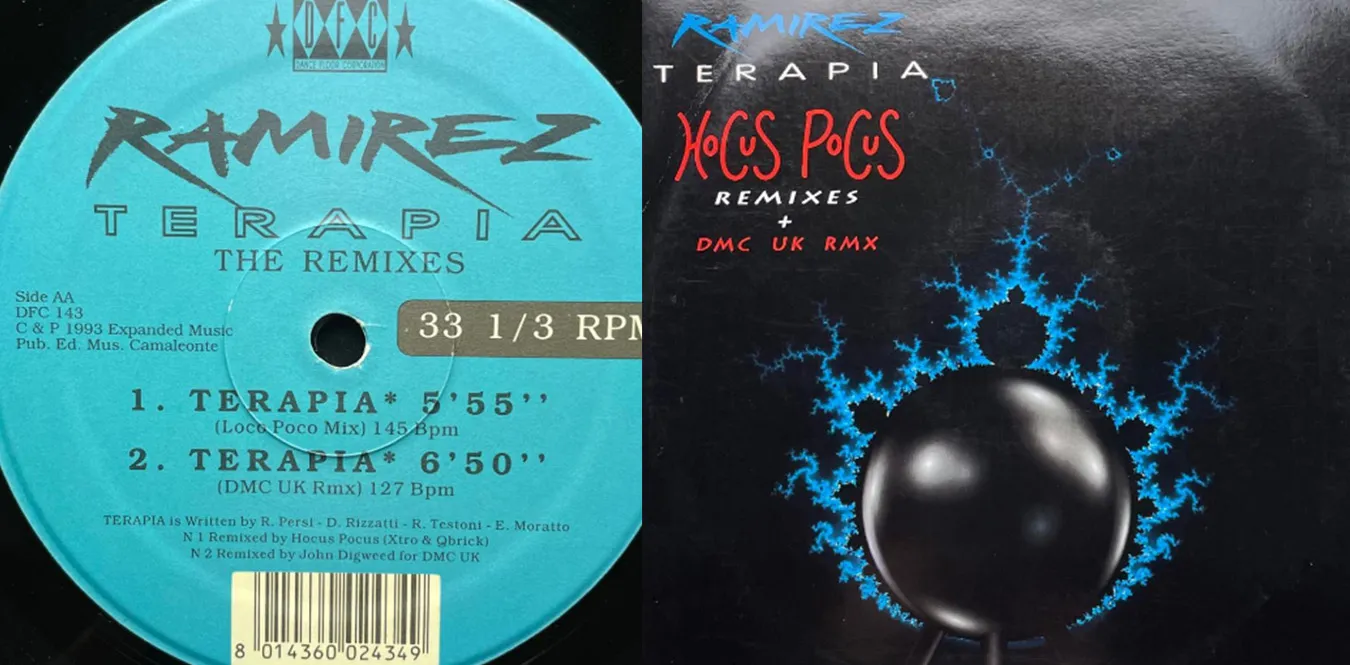 DFC
DANCE FLOOR CORPORATION
RAMIREZ
TERAPIA
THE REMIXES
Side AA
DFC 143
C & P 1993 Expanded Music
Pub. Ed. Mus. Camaleonte
33 1/3 RPM
1. TERAPIA* 5'55''
(Loco Poco Mix) 145 Bpm
2. TERAPIA* 6'50''
(DMC UK Rmx) 127 Bpm
TERAPIA is Written by R. Persi - D. Rizzatti - R. Testoni - E. Moratto
N 1 Remixed by Hocus Pocus (Xtro & Qbrick)
N 2 Remixed by John Digweed for DMC UK
8 014360 024349
RAMIREZ
TERAPIA
HOCUS POCUS
REMIXES
+
DMC UK RMX